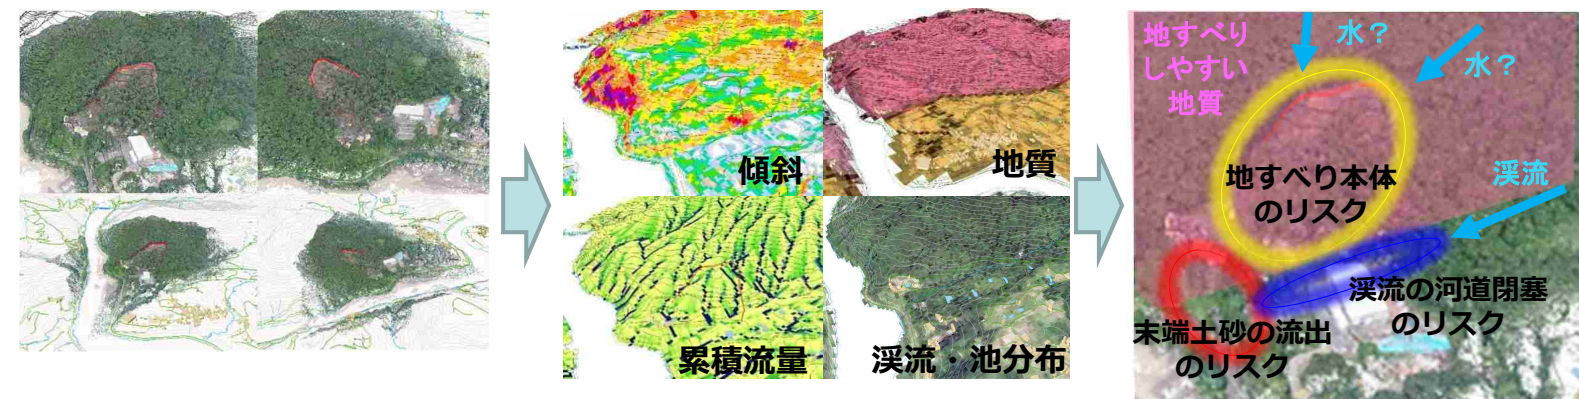 傾斜
地質
累積流量
渓流・池分布
地すべり
しやすい
地質
水？
水？
渓流
地すべり本体
のリスク
渓流の河道閉塞
のリスク
末端土砂の流出
のリスク